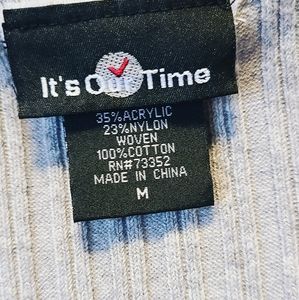 It's Our Time
35%ACRYLIC
23%NYLON
WOVEN
100%COTTON
RN#73352
MADE IN CHINA
M